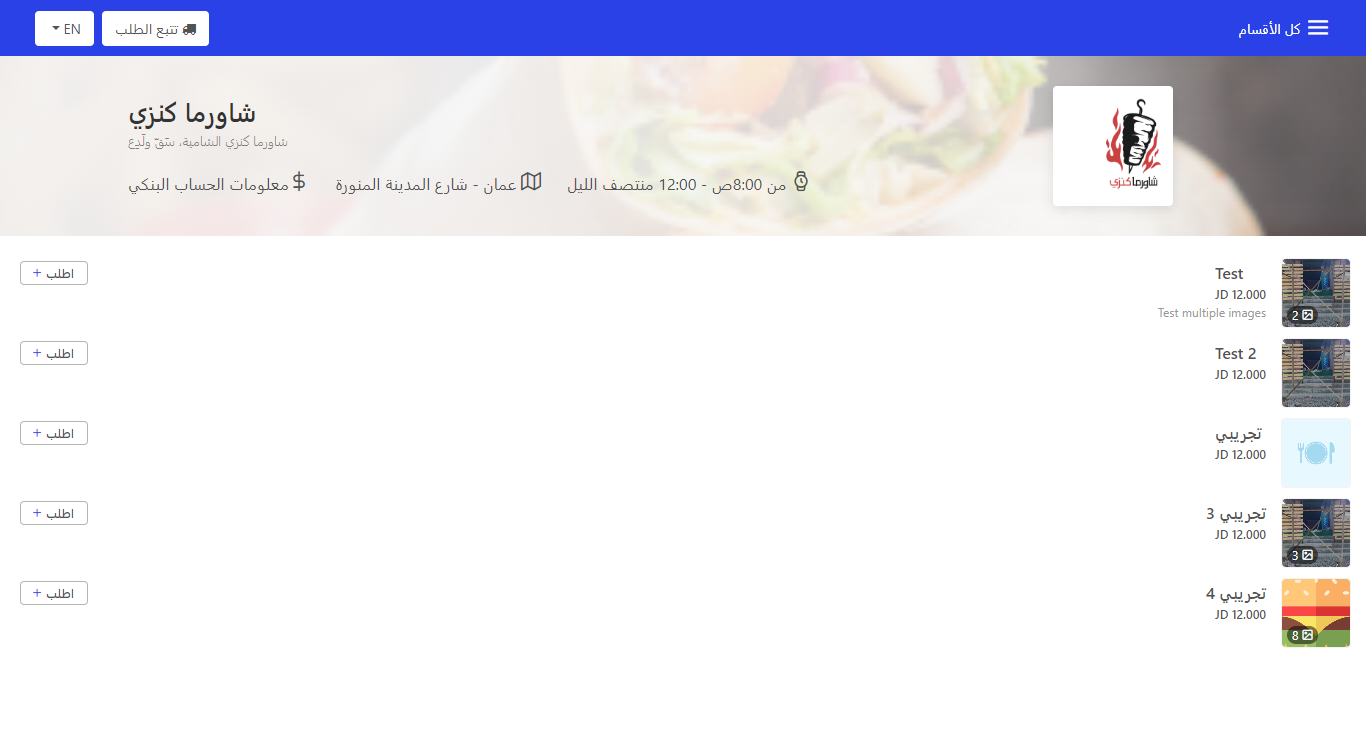 كل الأقسام
تتبع الطلب
EN
شاورما كنزي
شاورما كنزي
شاورما كنزي الشامية، سَقّ ولَدِع
من 8:00ص - 12:00 منتصف الليل
عمان - شارع المدينة المنورة
معلومات الحساب البنكي
Test
JD 12.000
Test multiple images
2
اطلب +
Test 2
JD 12.000
اطلب +
تجريبي
JD 12.000
اطلب +
تجريبي 3
JD 12.000
3
اطلب +
تجريبي 4
JD 12.000
8
اطلب +